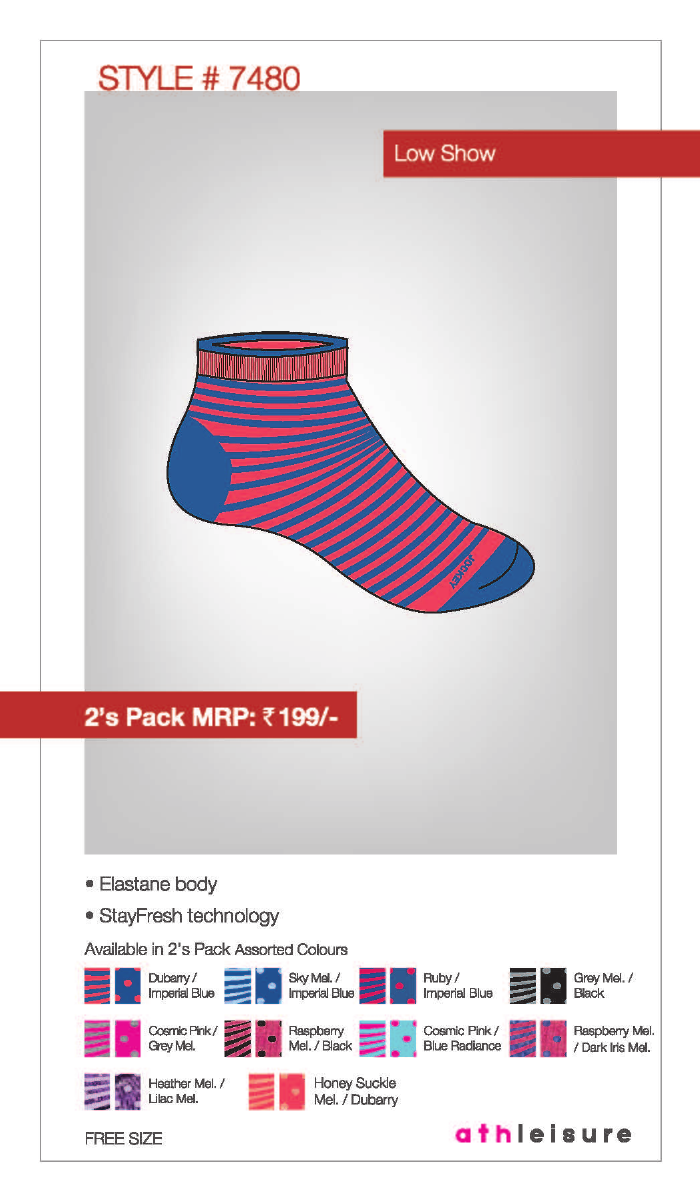 STYLE # 7480
Low Show
JOCKEY
2's Pack MRP: ₹ 199/-
• Elastane body
• StayFresh technology
Available in 2's Pack Assorted Colours
Dubarry /
Imperial Blue
Sky Mel. /
Imperial Blue
Ruby /
Imperial Blue
Grey Mel. /
Black
Cosmic Pink /
Grey Mel.
Raspberry
Mel. / Black
Cosmic Pink /
Blue Radiance
Raspberry Mel.
/ Dark Iris Mel.
Heather Mel. /
Lilac Mel.
Honey Suckle
Mel. / Dubarry
FREE SIZE
athleisure